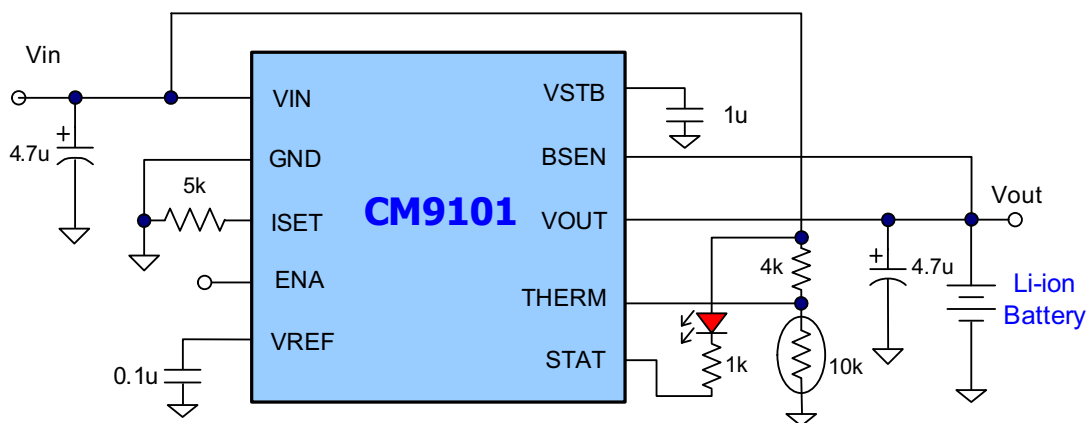 Vin
4.7u
+
VIN
GND
5k
ISET
ENA
VREF
0.1u
CM9101
VSTB
1u
BSEN
VOUT
Vout
THERM
STAT
4k
1k
10k
+
4.7u
Li-ion
Battery